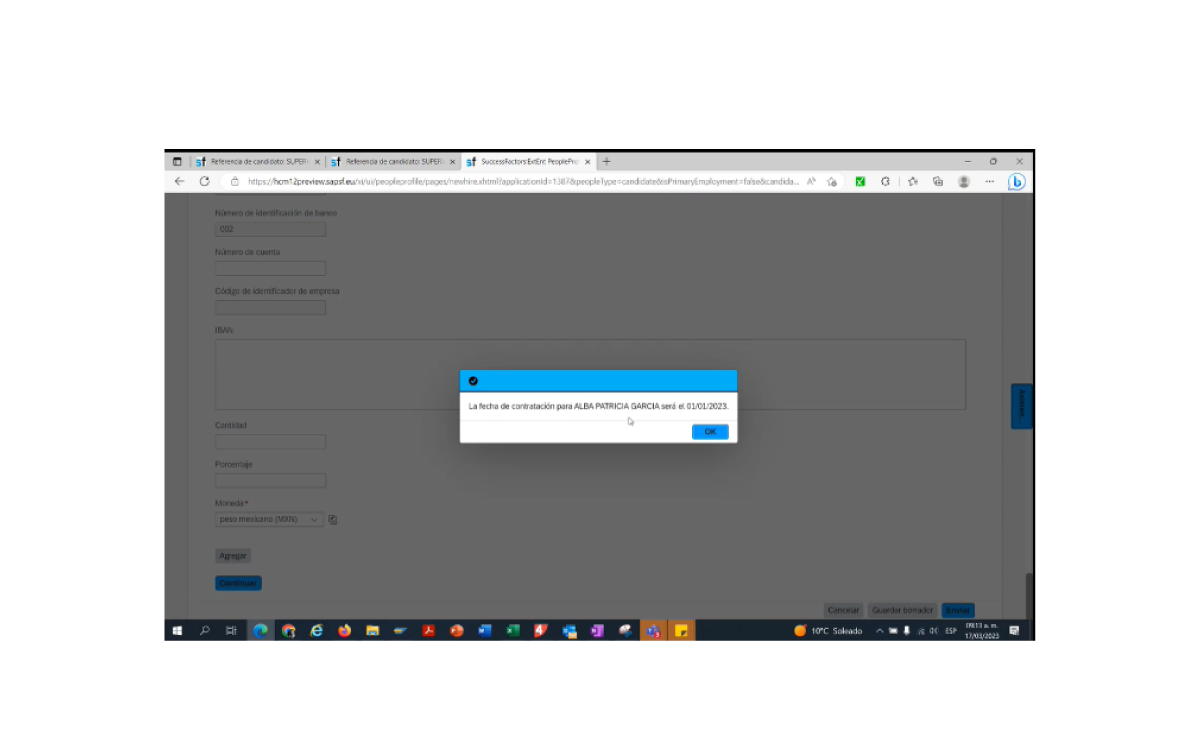 Referencia de candidato: SUPER
Referencia de candidato: SUPER
SuccessFactors:ExtEnt PeoplePro
https://hcm12preview.sapsf.eu/xi/ui/peopleprofile/pages/newhire.xhtml?applicationId=1387&peopleType=candidate&isPrimaryEmployment=false&candida...
Número de identificación de banco
002
Número de cuenta
Código de identificador de empresa
IBAN
La fecha de contratación para ALBA PATRICIA GARCIA será el 01/01/2023.
OK
Cantidad
Porcentaje
Moneda*
peso mexicano (MXN)
Agregar
Continuar
Cancelar Guardar borrador Enviar
10°C Soleado
ESP
09:13 a. m.
17/03/2023